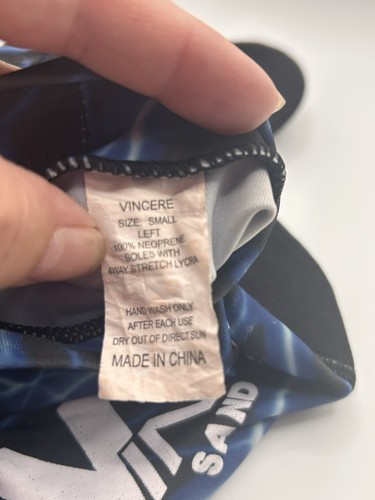 VINCERE
SIZE: SMALL
LEFT
100% NEOPRENE
SOLES WITH
4WAY STRETCH LYCRA
HAND WASH ONLY
AFTER EACH USE
DRY OUT OF DIRECT SUN
MADE IN CHINA
SAND